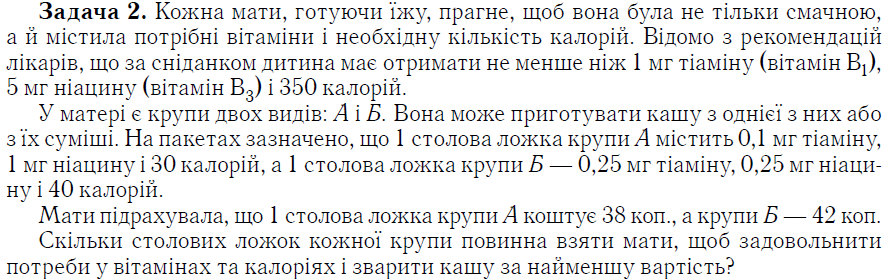 Задача 2. Кожна мати, готуючи їжу, прагне, щоб вона була не тільки смачною,
а й містила потрібні вітаміни і необхідну кількість калорій. Відомо з рекомендацій
лікарів, що за сніданком дитина має отримати не менше ніж 1 мг тіаміну (вітамін B₁),
5 мг ніацину (вітамін B₃) і 350 калорій.
У матері є крупи двох видів: А і Б. Вона може приготувати кашу з однієї з них або
з їх суміші. На пакетах зазначено, що 1 столова ложка крупи А містить 0,1 мг тіаміну,
1 мг ніацину і 30 калорій, а 1 столова ложка крупи Б — 0,25 мг тіаміну, 0,25 мг ніаци-
ну і 40 калорій.
Мати підрахувала, що 1 столова ложка крупи А коштує 38 коп., а крупи Б — 42 коп.
Скільки столових ложок кожної крупи повинна взяти мати, щоб задовольнити
потреби у вітамінах та калоріях і зварити кашу за найменшу вартість?